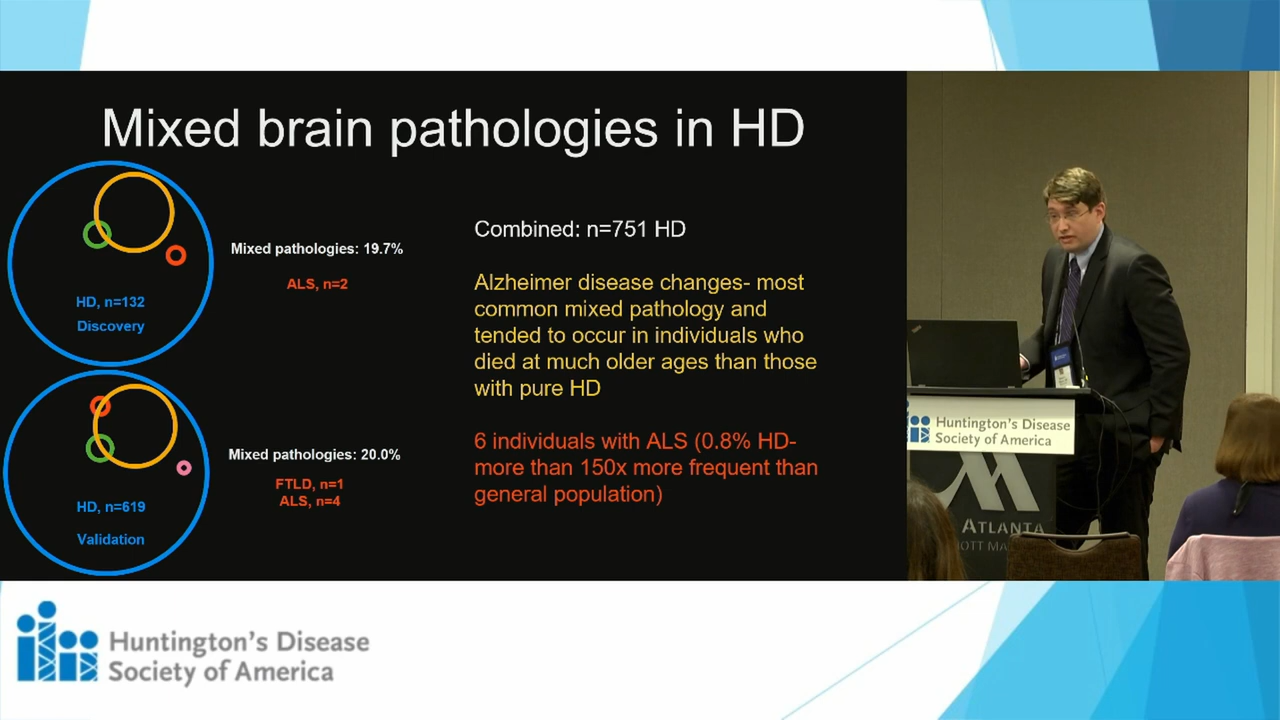 Mixed brain pathologies in HD
HD, n=132
Discovery
Mixed pathologies: 19.7%
ALS, n=2
HD, n=619
Validation
Mixed pathologies: 20.0%
FTLD, n=1
ALS, n=4
Combined: n=751 HD
Alzheimer disease changes- most
common mixed pathology and
tended to occur in individuals who
died at much older ages than those
with pure HD
6 individuals with ALS (0.8% HD-
more than 150x more frequent than
general population)
Huntington's Disease
Society of America
ATLANTA
Huntington's Disease
Society of America